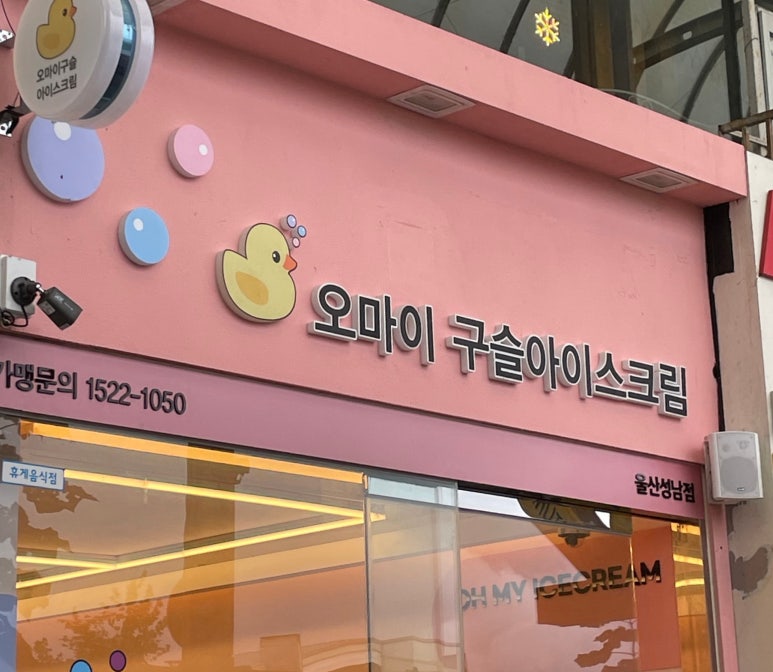 오마이구슬
아이스크림
오마이 구슬아이스크림
가맹문의 1522-1050
휴게음식점
울산성남점
OH MY ICECREAM